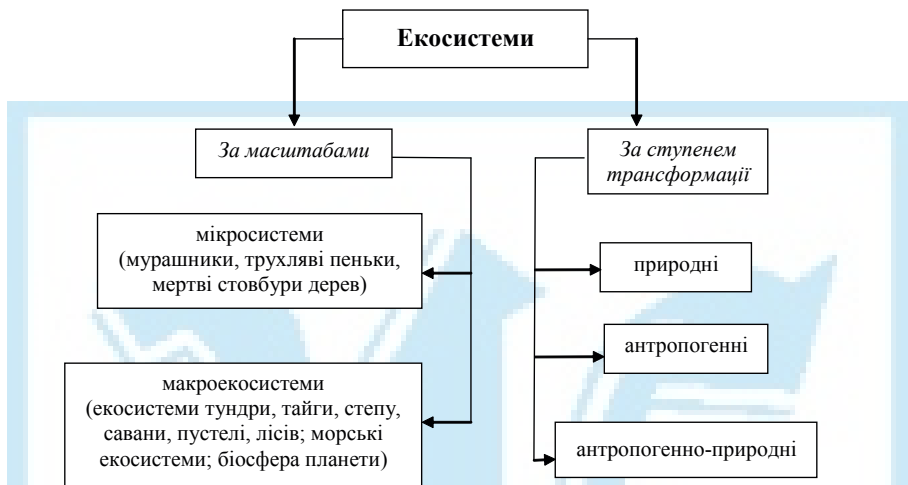 Екосистеми
За масштабами
За ступенем
трансформації
мікросистеми
(мурашники, трухляві пеньки,
мертві стовбури дерев)
природні
антропогенні
макроекосистеми
(екосистеми тундри, тайги, степу,
савани, пустелі, лісів; морські
екосистеми; біосфера планети)
антропогенно-природні